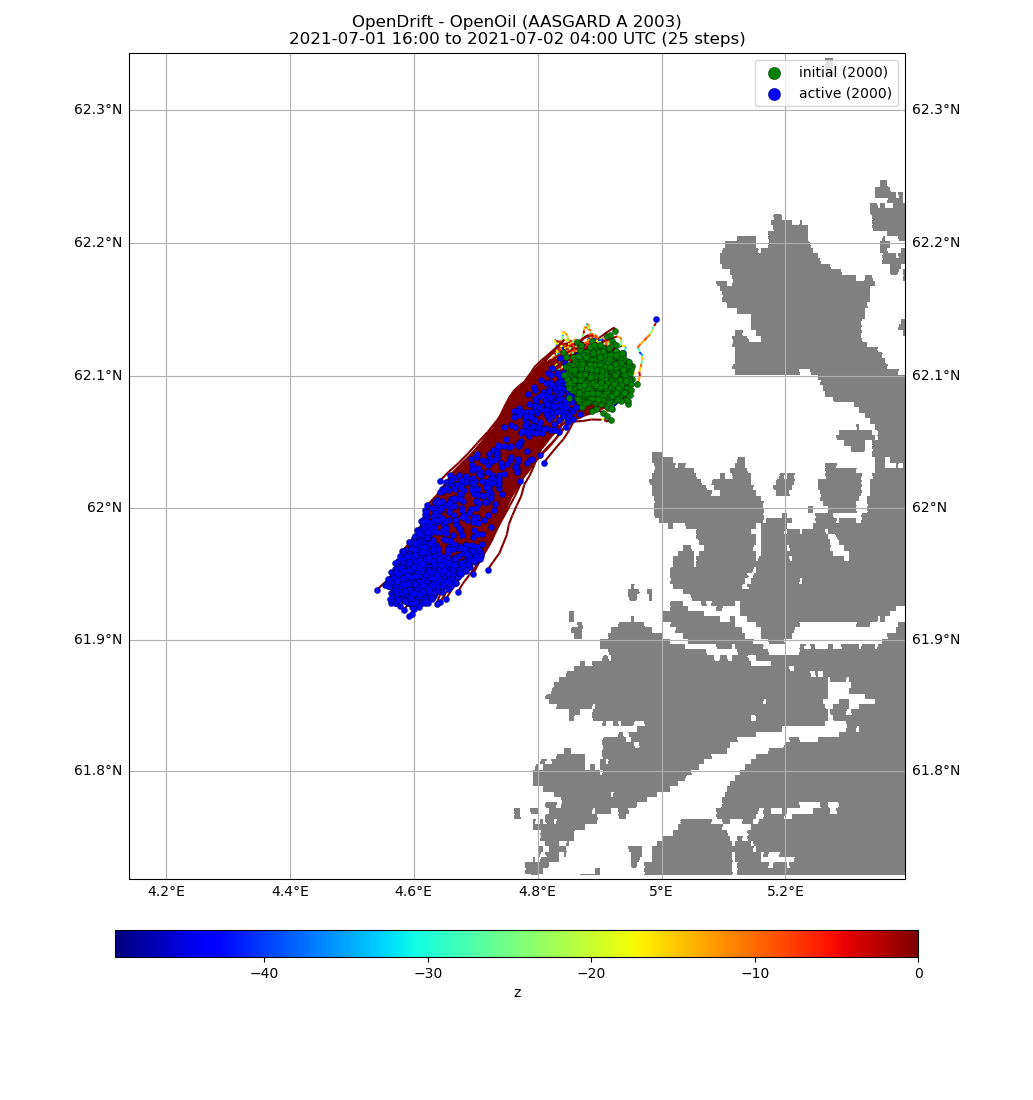 OpenDrift - OpenOil (AASGARD A 2003)
2021-07-01 16:00 to 2021-07-02 04:00 UTC (25 steps)
initial (2000)
active (2000)
62.3°N 62.3°N
62.2°N 62.2°N
62.1°N 62.1°N
62°N 62°N
61.9°N 61.9°N
61.8°N 61.8°N
4.2°E 4.4°E 4.6°E 4.8°E 5°E 5.2°E
−40 −30 −20 −10 0
z